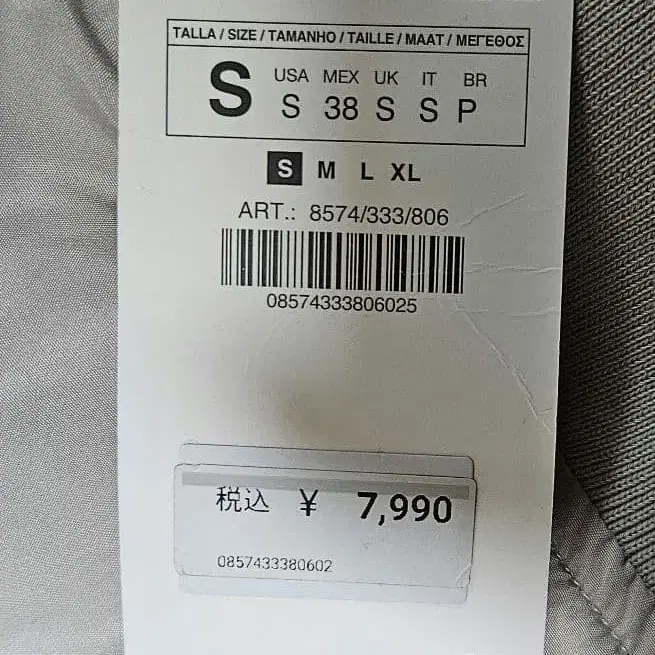 TALLA / SIZE / TAMANHO / TAILLE / MAAT / ΜΕΓΕΘΟΣ
S
USA MEX UK IT BR
S 38 S S P
S M L XL
ART.: 8574/333/806
08574333806025
税込 ¥ 7,990
0857433380602